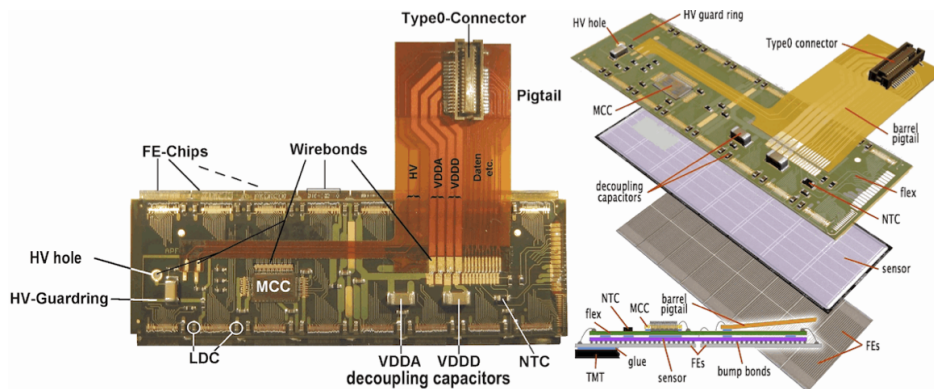 Type0-Connector
Pigtail
FE-Chips
Wirebonds
HV
VDDA
VDDD
Daten
etc.
HV hole
HV-Guardring
MCC
LDC
VDDA
VDDD
NTC
decoupling capacitors
HV hole
HV guard ring
Type0 connector
MCC
barrel
pigtail
decoupling
capacitors
flex
NTC
sensor
barrel
pigtail
NTC
MCC
flex
FEs
glue
FEs
TMT
sensor
bump bonds